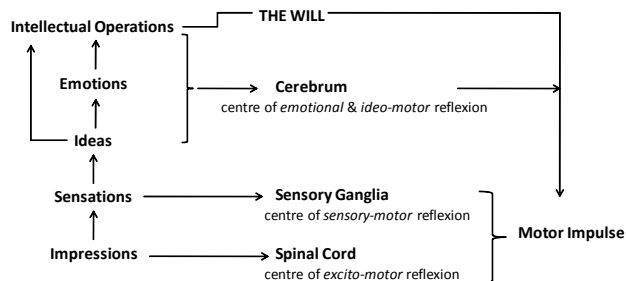 THE WILL
Intellectual Operations
Emotions
Cerebrum
centre of emotional & ideo-motor reflexion
Ideas
Sensations
Sensory Ganglia
centre of sensory-motor reflexion
Motor Impulse
Impressions
Spinal Cord
centre of excito-motor reflexion